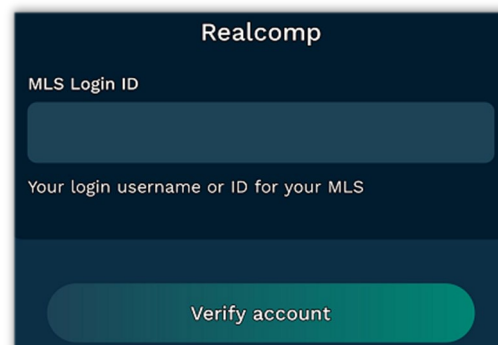 Realcomp
MLS Login ID
Your login username or ID for your MLS
Verify account